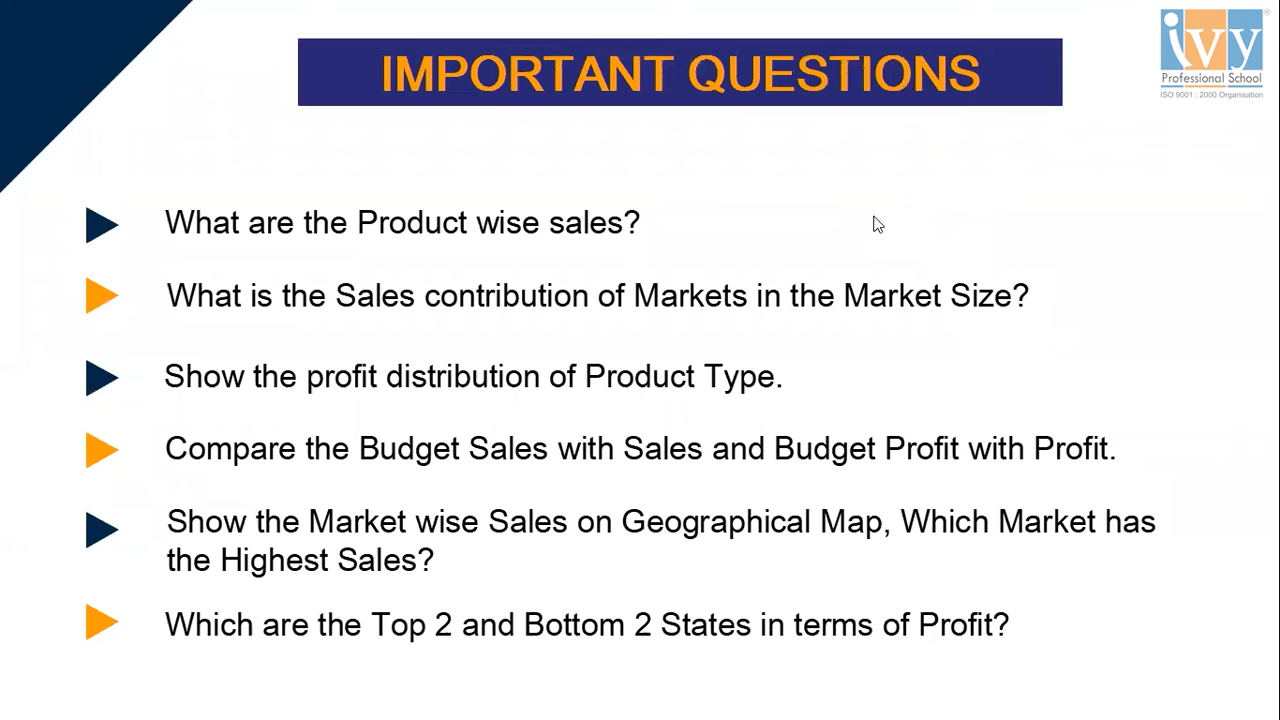 IMPORTANT QUESTIONS
ivy
®
Professional School
ISO 9001 : 2000 Organisation
What are the Product wise sales?
What is the Sales contribution of Markets in the Market Size?
Show the profit distribution of Product Type.
Compare the Budget Sales with Sales and Budget Profit with Profit.
Show the Market wise Sales on Geographical Map, Which Market has
the Highest Sales?
Which are the Top 2 and Bottom 2 States in terms of Profit?